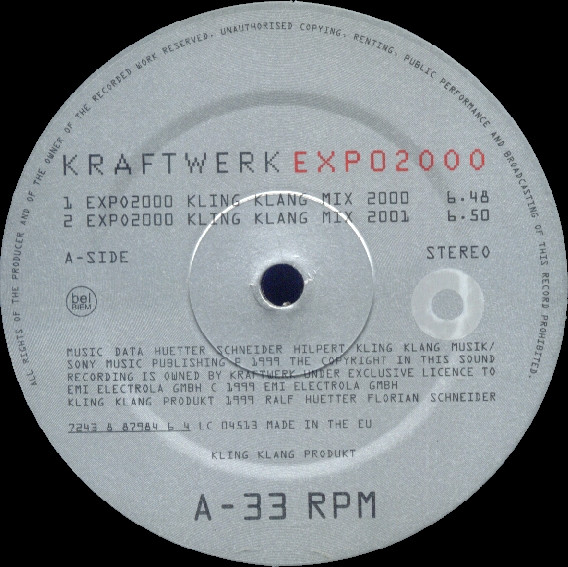 ALL RIGHTS OF THE PRODUCER AND OF THE OWNER OF THE RECORDED WORK RESERVED. UNAUTHORISED COPYING, RENTING, PUBLIC PERFORMANCE AND BROADCASTING OF THIS RECORD PROHIBITED.
KRAFTWERK EXPO2000
1 EXPO2000 KLING KLANG MIX 2000 6.48
2 EXPO2000 KLING KLANG MIX 2001 6.50
A-SIDE STEREO
bel
BIEM
MUSIC DATA HUETTER SCHNEIDER HILPERT KLING KLANG MUSIK/
SONY MUSIC PUBLISHING P 1999 THE COPYRIGHT IN THIS SOUND
RECORDING IS OWNED BY KRAFTWERK UNDER EXCLUSIVE LICENCE TO
EMI ELECTROLA GMBH C 1999 EMI ELECTROLA GMBH
KLING KLANG PRODUKT 1999 RALF HUETTER FLORIAN SCHNEIDER
7243 8 87984 6 4 LC 04513 MADE IN THE EU
KLING KLANG PRODUKT
A-33 RPM